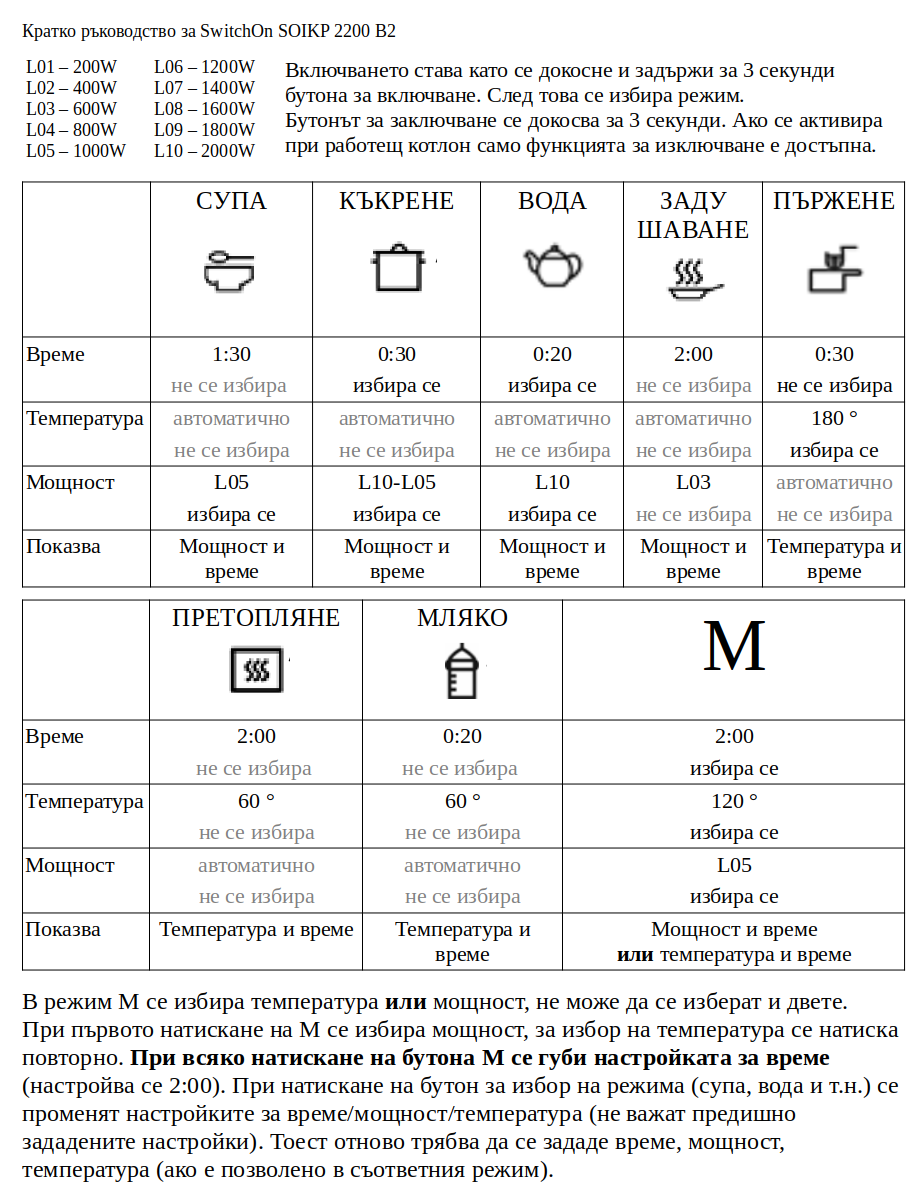 Кратко ръководство за SwitchOn SOIKP 2200 B2
L01 – 200W L06 – 1200W
L02 – 400W L07 – 1400W
L03 – 600W L08 – 1600W
L04 – 800W L09 – 1800W
L05 – 1000W L10 – 2000W
Включването става като се докосне и задържи за 3 секунди
бутона за включване. След това се избира режим.
Бутонът за заключване се докосва за 3 секунди. Ако се активира
при работещ котлон само функцията за изключване е достъпна.
СУПА КЪКРЕНЕ ВОДА ЗАДУ ПЪРЖЕНЕ
ШАВАНЕ
Време 1:30 0:30 0:20 2:00 0:30
не се избира избира се избира се не се избира не се избира
Температура автоматично автоматично автоматично автоматично 180 °
не се избира не се избира не се избира не се избира избира се
Мощност L05 L10-L05 L10 L03 автоматично
избира се избира се избира се не се избира не се избира
Показва Мощност и Мощност и Мощност и Мощност и Температура и
време време време време време
ПРЕТОПЛЯНЕ МЛЯКО М
Време 2:00 0:20 2:00
не се избира не се избира избира се
Температура 60 ° 60 ° 120 °
не се избира не се избира избира се
Мощност автоматично автоматично L05
не се избира не се избира избира се
Показва Температура и време Температура и Мощност и време
време или температура и време
В режим М се избира температура или мощност, не може да се изберат и двете.
При първото натискане на М се избира мощност, за избор на температура се натиска
повторно. При всяко натискане на бутона М се губи настройката за време
(настройва се 2:00). При натискане на бутон за избор на режима (супа, вода и т.н.) се
променят настройките за време/мощност/температура (не важат предишно
зададените настройки). Тоест отново трябва да се зададе време, мощност,
температура (ако е позволено в съответния режим).